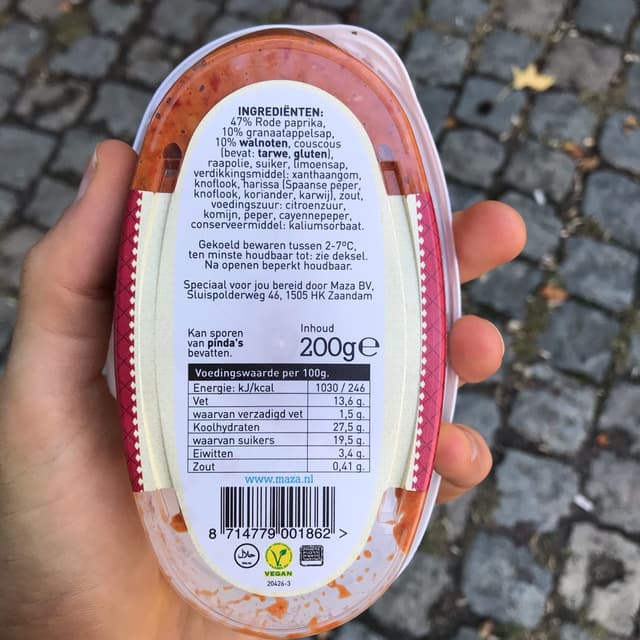 INGREDIËNTEN:
47% Rode paprika,
10% granaatappelsap,
10% walnoten, couscous
(bevat: tarwe, gluten),
raapolie, suiker, limoensap,
verdikkingsmiddel: xanthaangom,
knoflook, harissa (Spaanse peper,
knoflook, koriander, karwij), zout,
voedingszuur: citroenzuur,
komijn, peper, cayennepeper,
conserveermiddel: kaliumsorbaat.
Gekoeld bewaren tussen 2-7ºC,
ten minste houdbaar tot: zie deksel.
Na openen beperkt houdbaar.
Speciaal voor jou bereid door Maza BV,
Sluispolderweg 46, 1505 HK Zaandam
Kan sporen
van pinda's
bevatten.
Inhoud
200g℮
Voedingswaarde per 100g.
Energie: kJ/kcal 1030 / 246
Vet 13,6 g.
waarvan verzadigd vet 1,5 g.
Koolhydraten 27,5 g.
waarvan suikers 19,5 g.
Eiwitten 3,4 g.
Zout 0,41 g.
www.maza.nl
8 714779 001862 >
VEGAN
20426-3